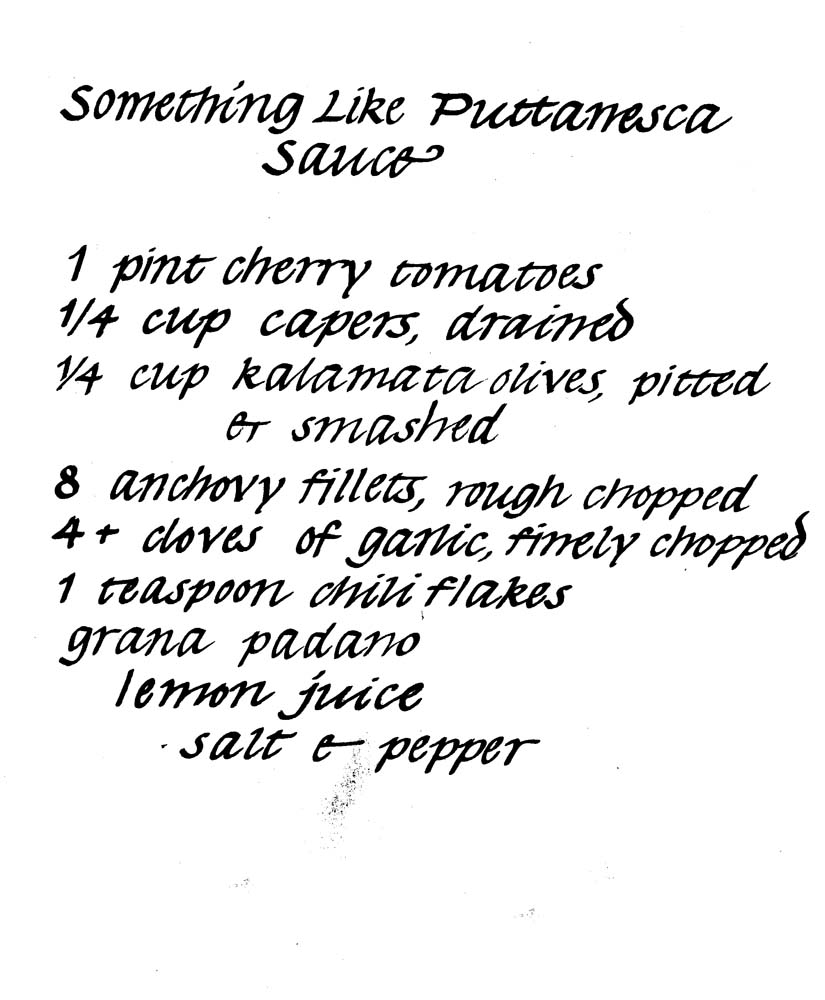 Something Like Puttanesca
Sauce
1 pint cherry tomatoes
1/4 cup capers, drained
1/4 cup kalamata olives, pitted
& smashed
8 anchovy fillets, rough chopped
4+ cloves of garlic, finely chopped
1 teaspoon chili flakes
grana padano
lemon juice
salt & pepper